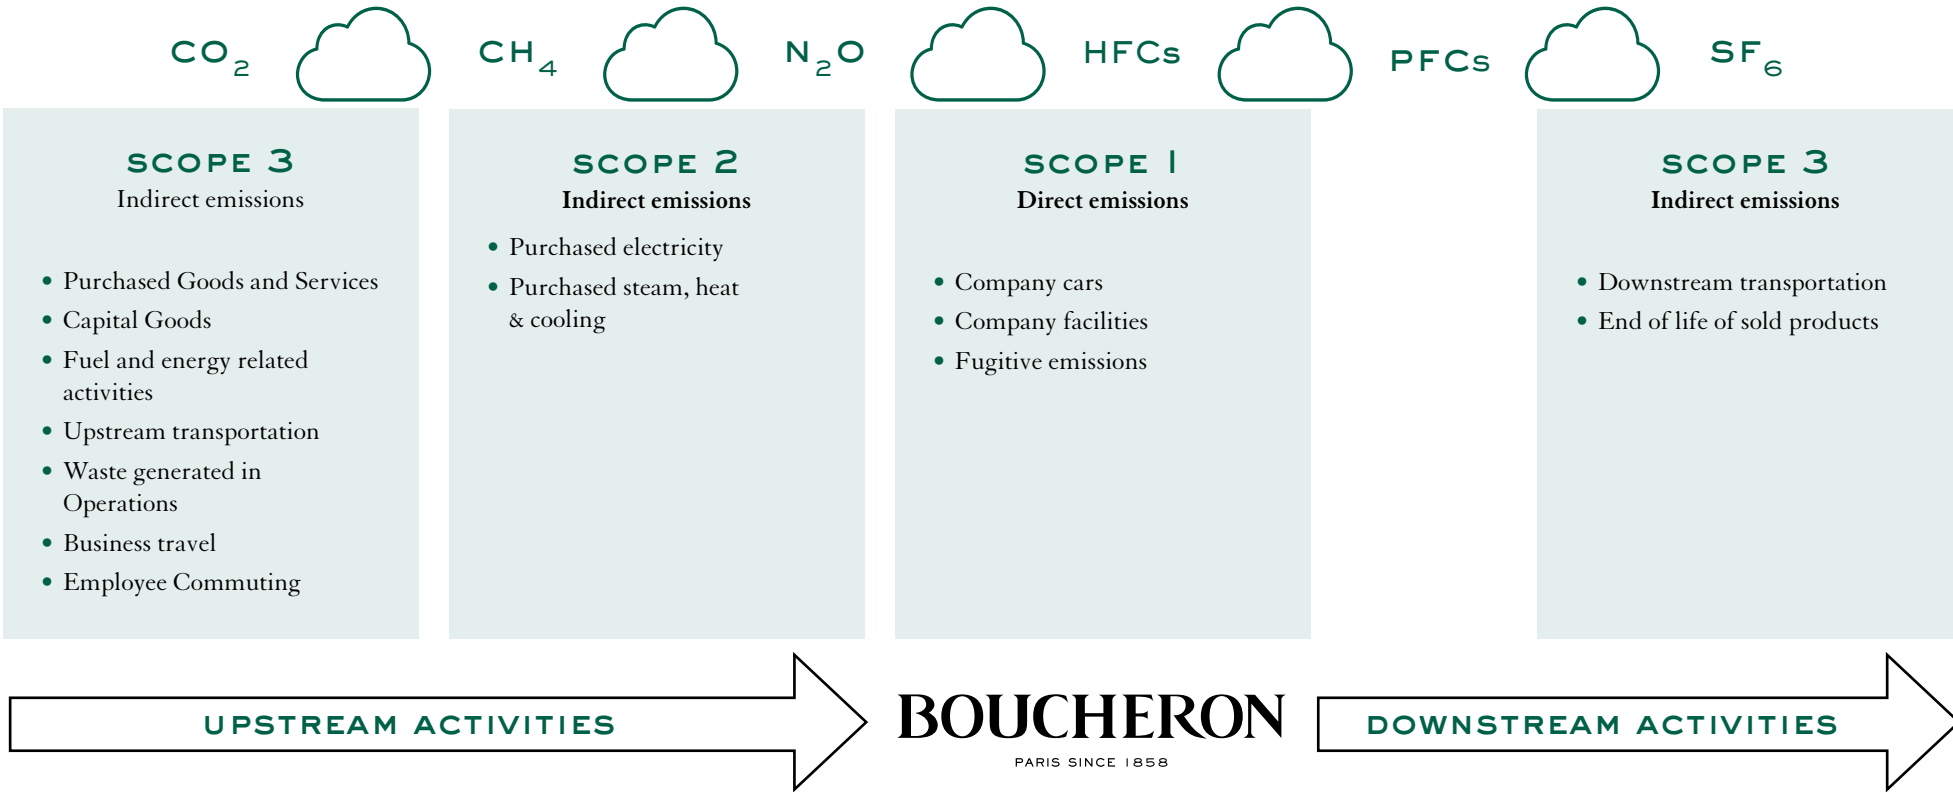 CO2 CH4 N2O HFCs PFCs SF6
SCOPE 3
Indirect emissions
• Purchased Goods and Services
• Capital Goods
• Fuel and energy related
activities
• Upstream transportation
• Waste generated in
Operations
• Business travel
• Employee Commuting
SCOPE 2
Indirect emissions
• Purchased electricity
• Purchased steam, heat
& cooling
SCOPE 1
Direct emissions
• Company cars
• Company facilities
• Fugitive emissions
SCOPE 3
Indirect emissions
• Downstream transportation
• End of life of sold products
UPSTREAM ACTIVITIES
BOUCHERON
PARIS SINCE 1858
DOWNSTREAM ACTIVITIES